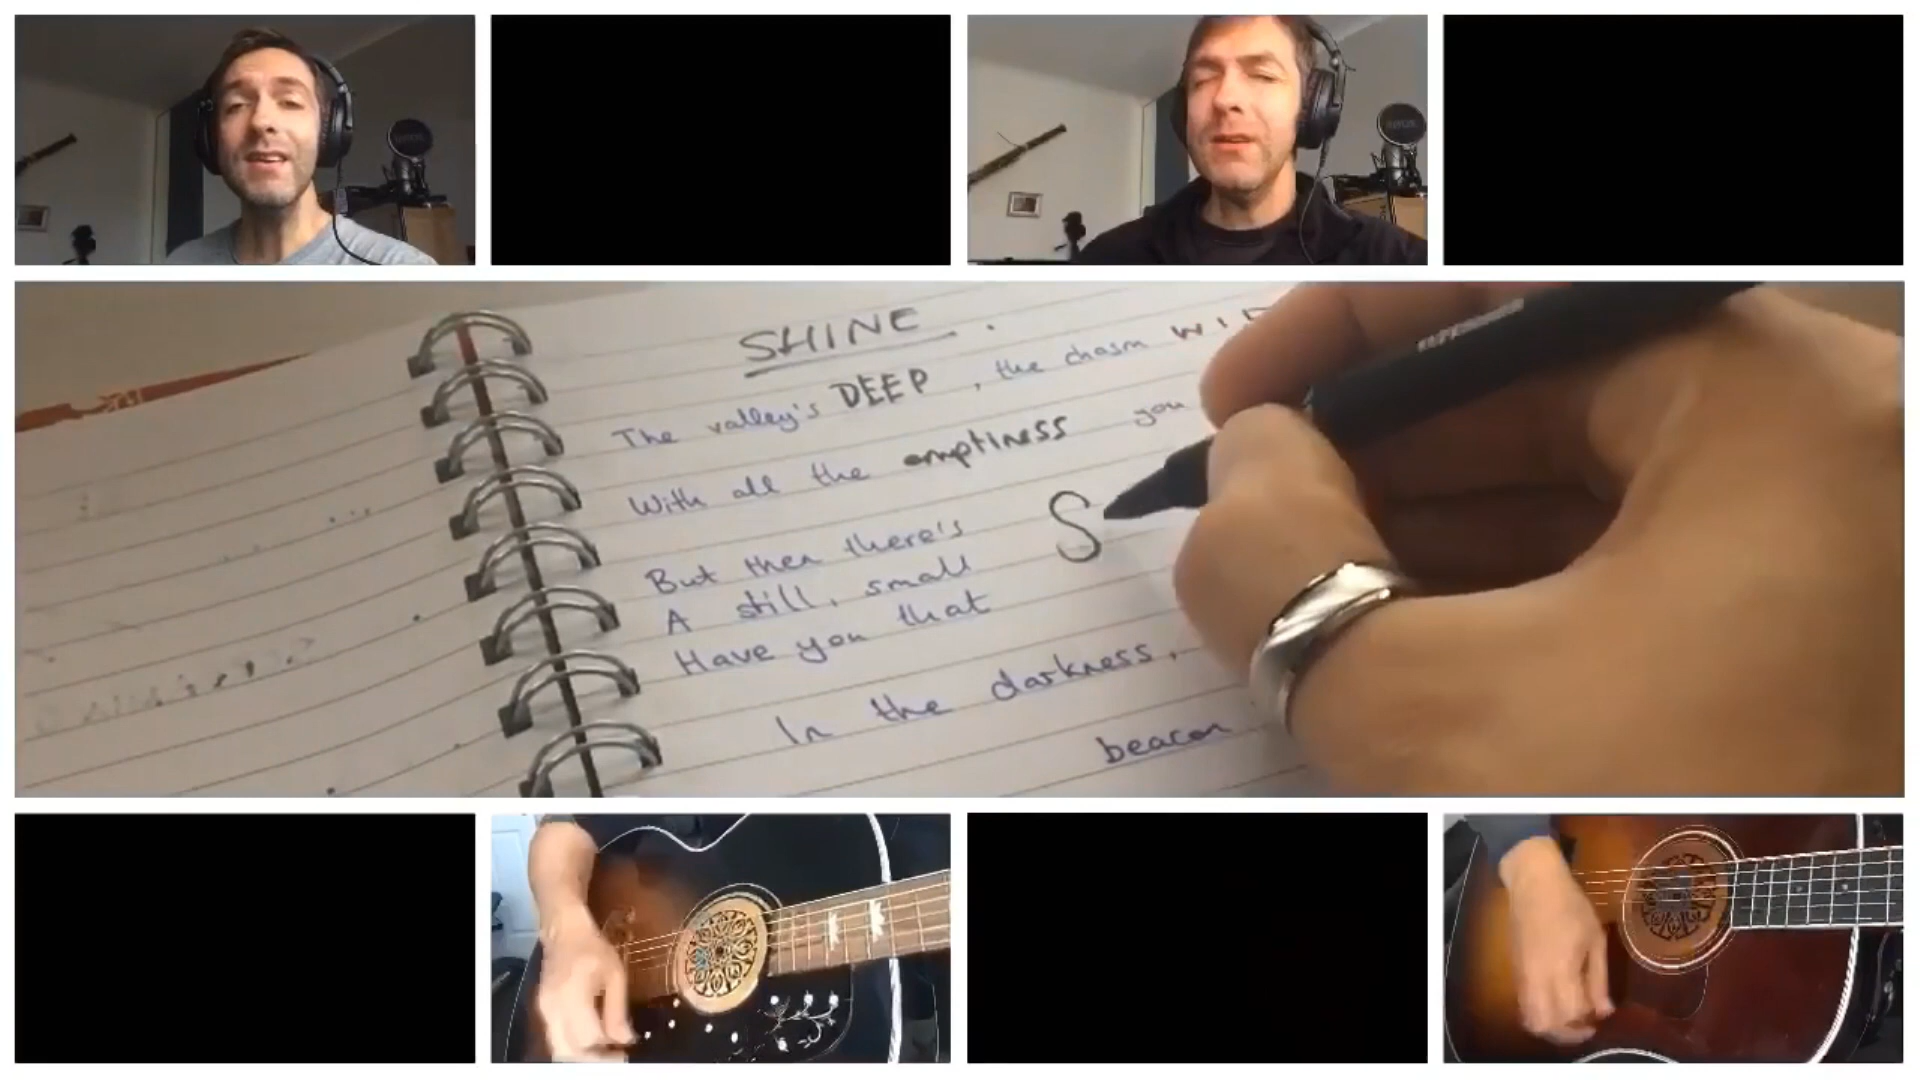 SHINE
The valley's DEEP, the chasm
With all the emptiness you
But then there's S
A still, small
Have you that
In the darkness,
beacon